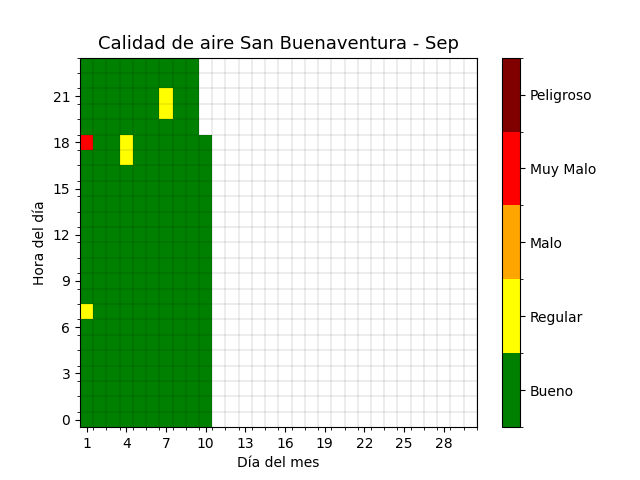 Calidad de aire San Buenaventura - Sep
Hora del día
21
18
15
12
9
6
3
0
1 4 7 10 13 16 19 22 25 28
Día del mes
Peligroso
Muy Malo
Malo
Regular
Bueno